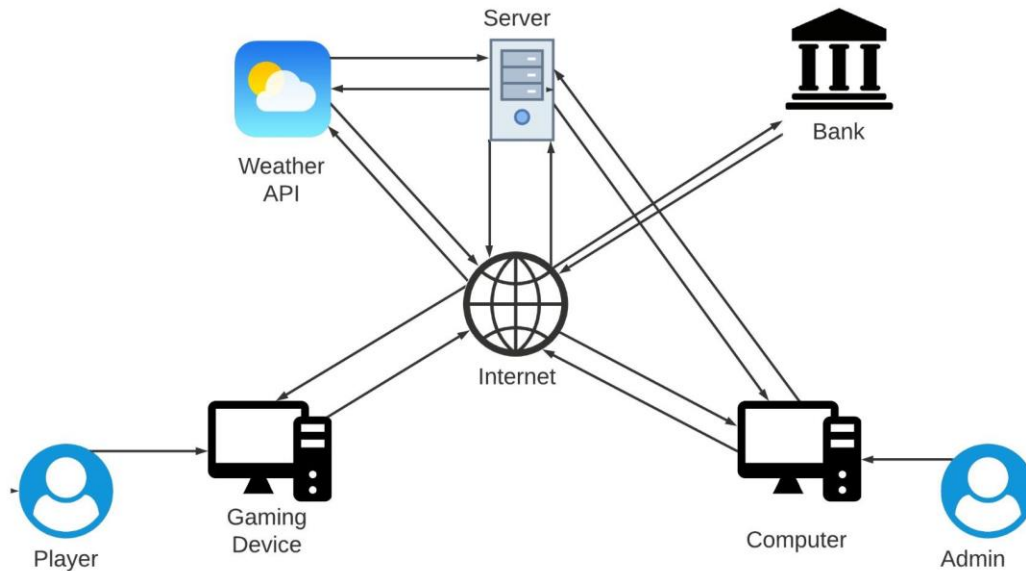 Server
Weather
API
Bank
Internet
Gaming
Device
Player
Computer
Admin